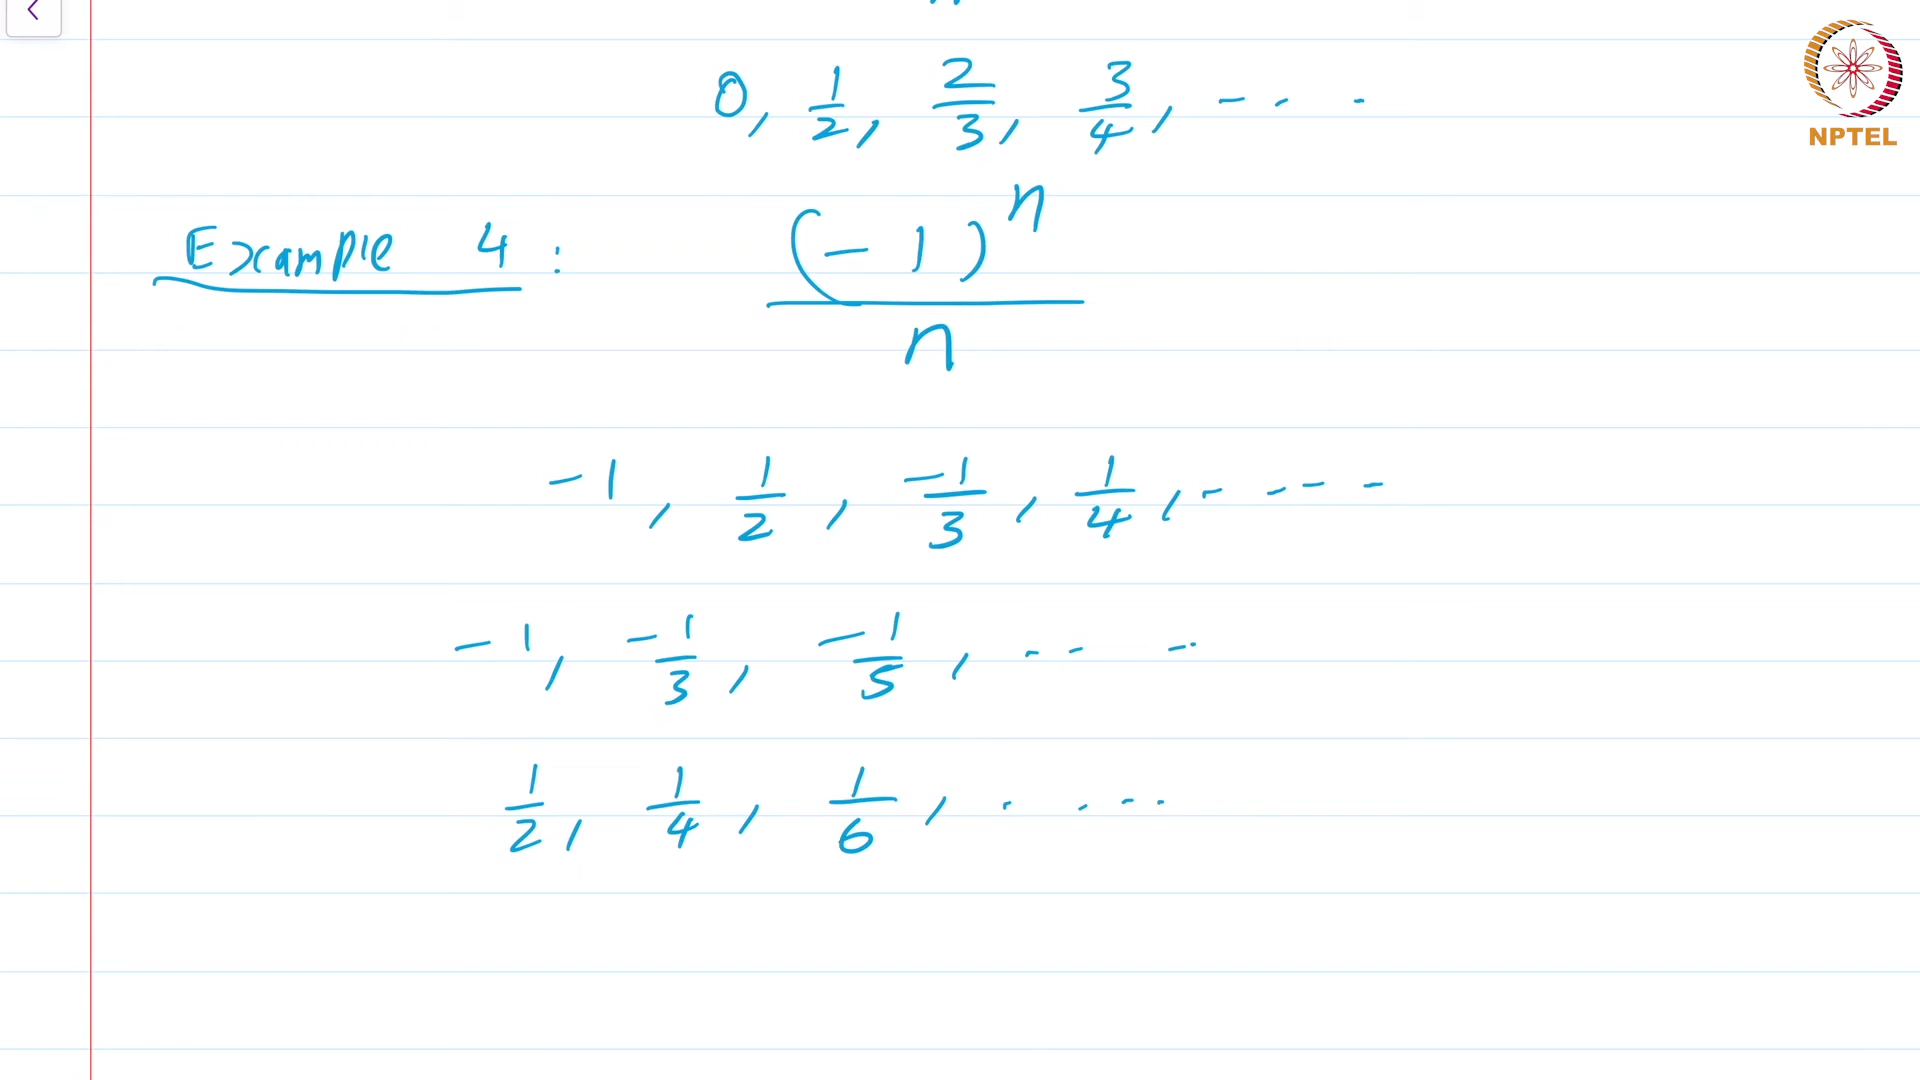 0, 1/2, 2/3, 3/4, - - -
NPTEL
Example 4 : (-1)^n / n
-1, 1/2, -1/3, 1/4, - - - -
-1, -1/3, -1/5, - - - -
1/2, 1/4, 1/6, - - - -